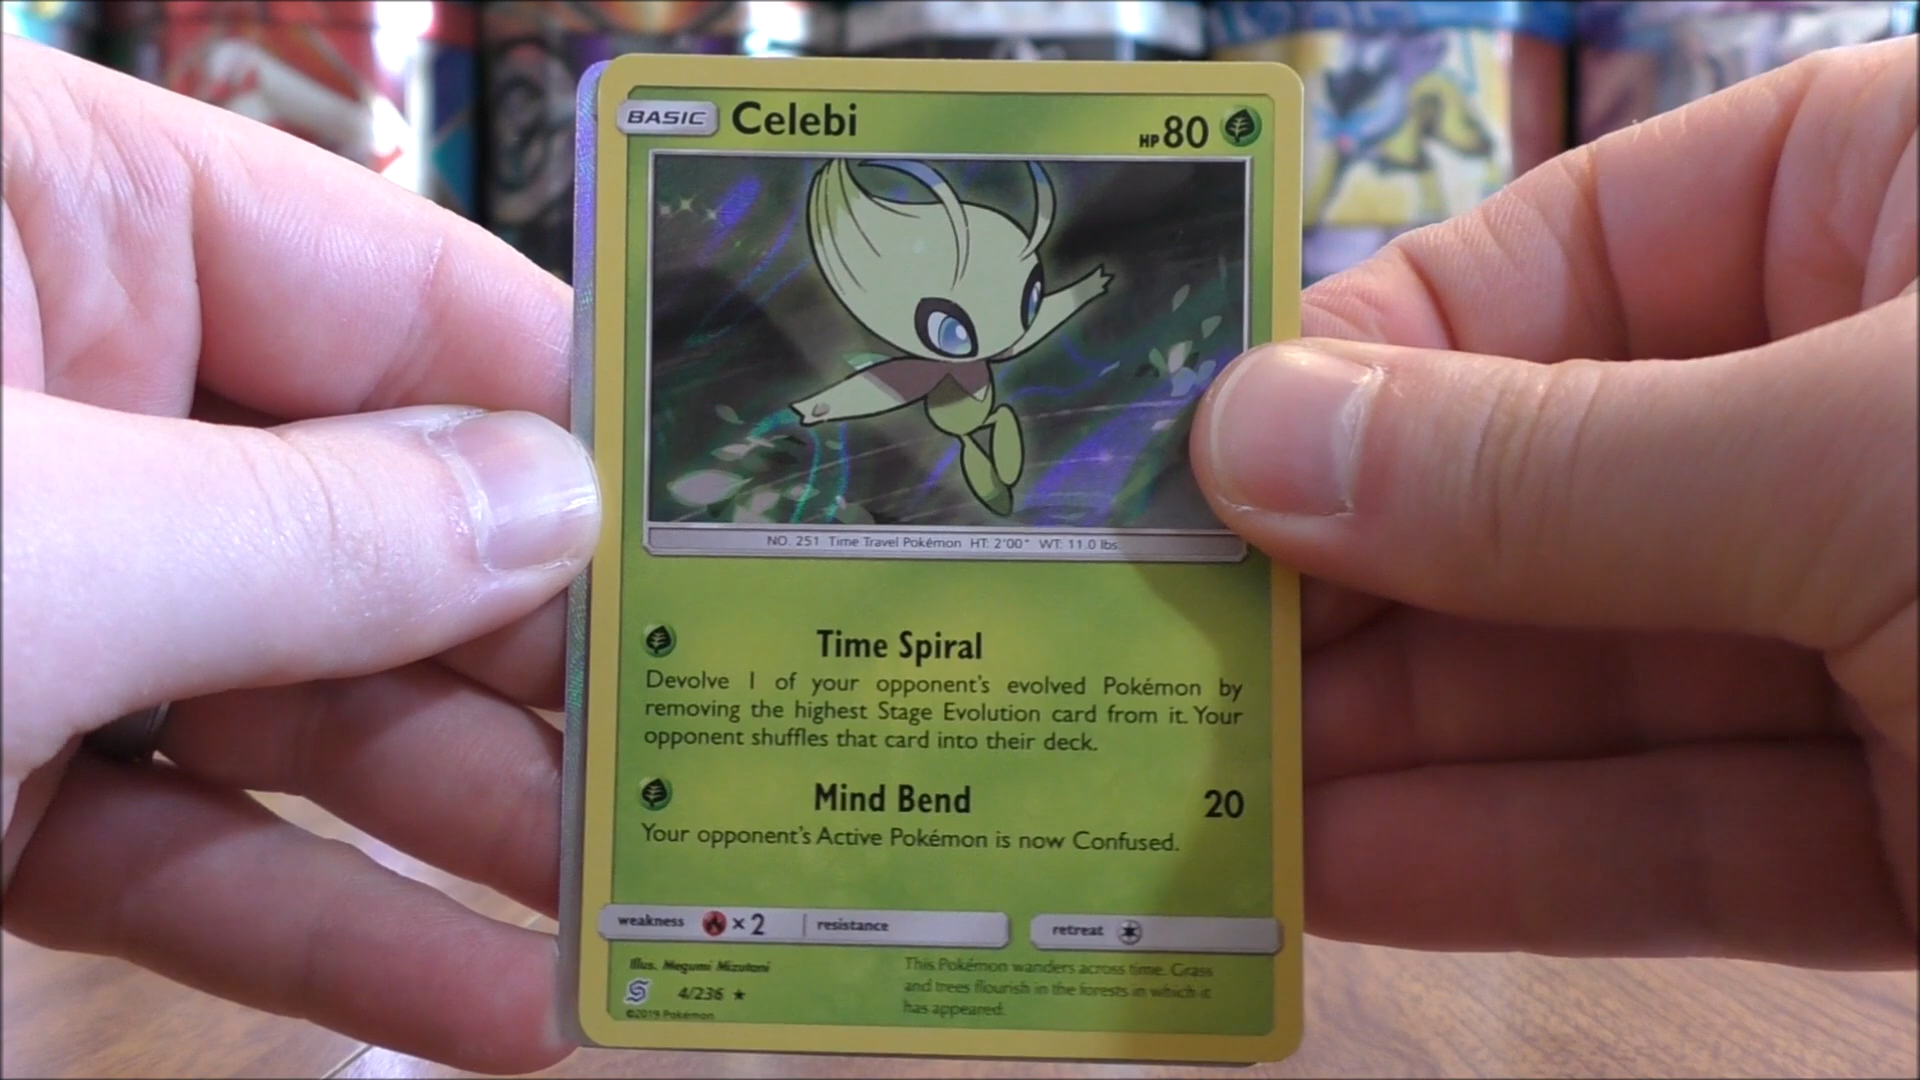 BASIC Celebi HP 80
NO. 251 Time Travel Pokémon HT: 2'00" WT: 11.0 lbs.
Time Spiral
Devolve 1 of your opponent's evolved Pokémon by
removing the highest Stage Evolution card from it. Your
opponent shuffles that card into their deck.
Mind Bend 20
Your opponent's Active Pokémon is now Confused.
weakness × 2 resistance retreat
Illus. Megumi Mizutani
4/236 ★
©2019 Pokémon
This Pokémon wanders across time. Grass
and trees flourish in the forests in which it
has appeared.